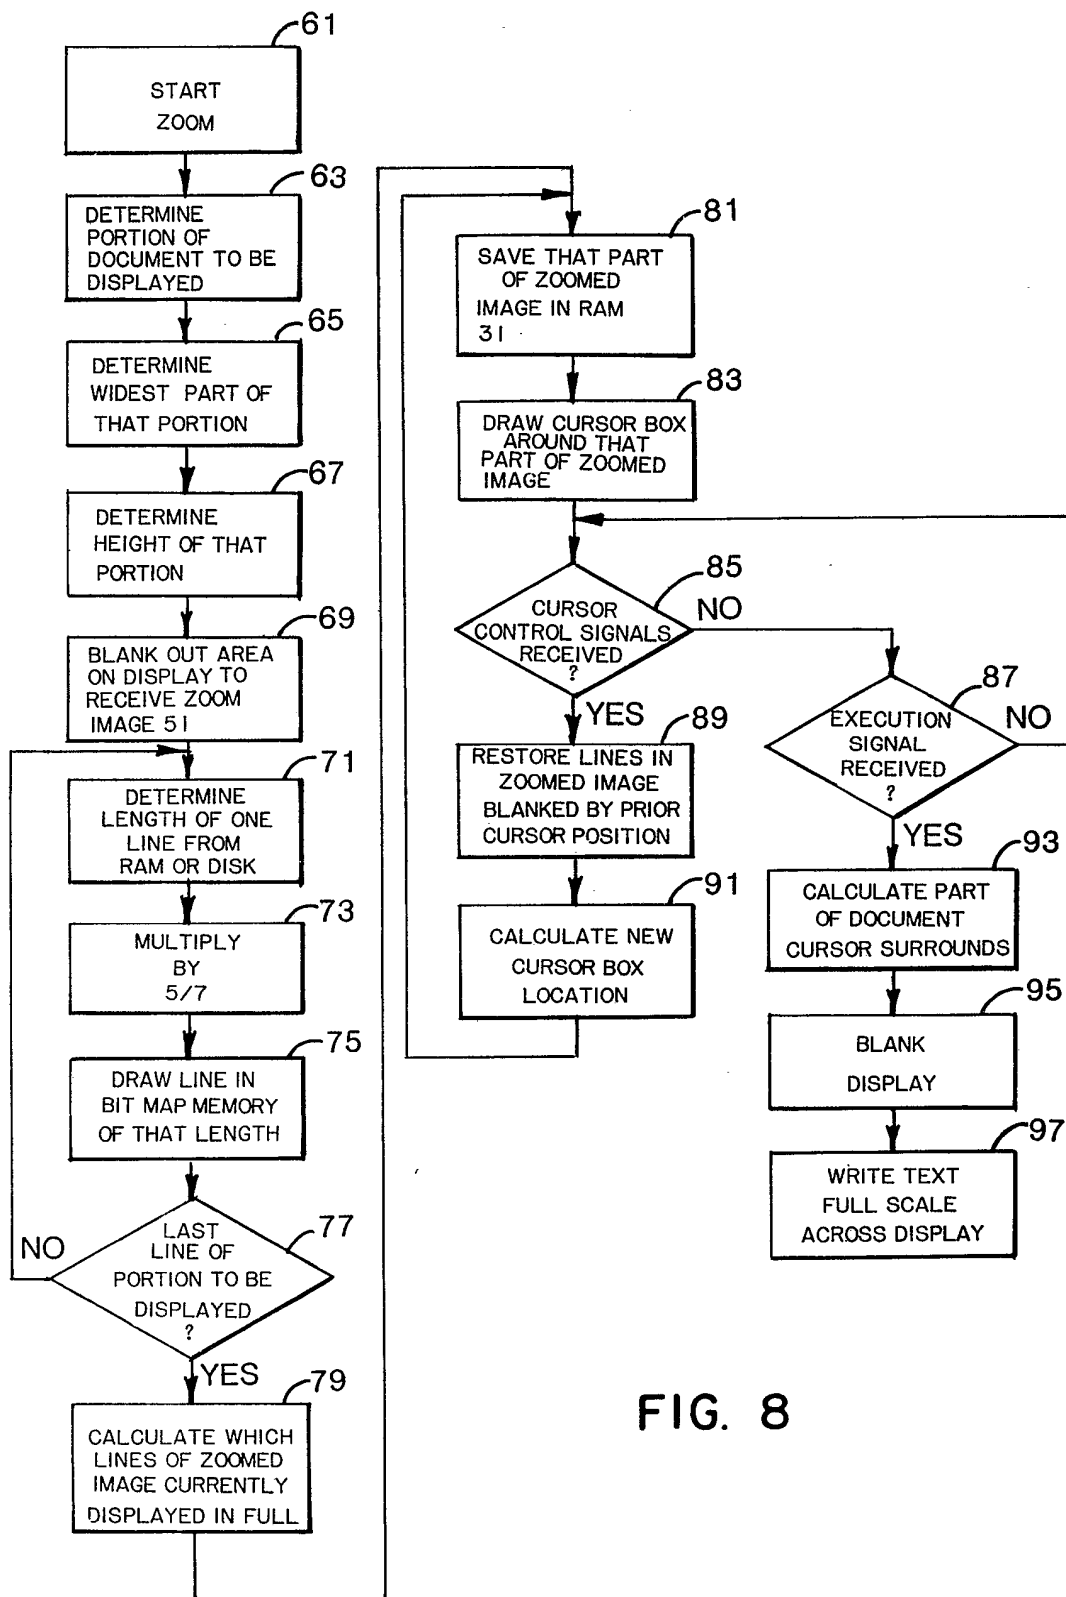 61
START
ZOOM
63
DETERMINE
PORTION OF
DOCUMENT TO BE
DISPLAYED
65
DETERMINE
WIDEST PART OF
THAT PORTION
67
DETERMINE
HEIGHT OF THAT
PORTION
69
BLANK OUT AREA
ON DISPLAY TO
RECEIVE ZOOM
IMAGE 51
71
DETERMINE
LENGTH OF ONE
LINE FROM
RAM OR DISK
73
MULTIPLY
BY
5/7
75
DRAW LINE IN
BIT MAP MEMORY
OF THAT LENGTH
77
LAST
LINE OF
PORTION TO BE
DISPLAYED
?
NO
YES
79
CALCULATE WHICH
LINES OF ZOOMED
IMAGE CURRENTLY
DISPLAYED IN FULL
81
SAVE THAT PART
OF ZOOMED
IMAGE IN RAM
31
83
DRAW CURSOR BOX
AROUND THAT
PART OF ZOOMED
IMAGE
85
CURSOR
CONTROL SIGNALS
RECEIVED
?
NO
YES
87
EXECUTION
SIGNAL
RECEIVED
?
NO
YES
89
RESTORE LINES IN
ZOOMED IMAGE
BLANKED BY PRIOR
CURSOR POSITION
91
CALCULATE NEW
CURSOR BOX
LOCATION
93
CALCULATE PART
OF DOCUMENT
CURSOR SURROUNDS
95
BLANK
DISPLAY
97
WRITE TEXT
FULL SCALE
ACROSS DISPLAY
FIG. 8